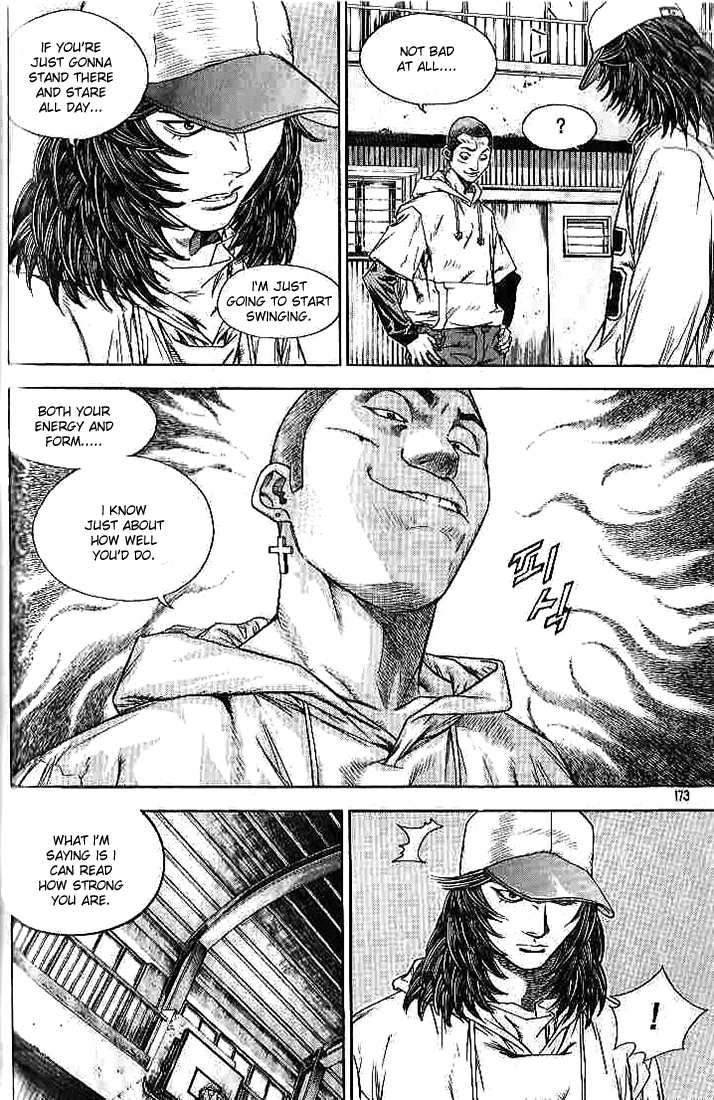 IF YOU'RE
JUST GONNA
STAND THERE
AND STARE
ALL DAY...
I'M JUST
GOING TO START
SWINGING.
NOT BAD
AT ALL....
?
BOTH YOUR
ENERGY AND
FORM.....
I KNOW
JUST ABOUT
HOW WELL
YOU'D DO.
피
식
173
WHAT I'M
SAYING IS I
CAN READ
HOW STRONG
YOU ARE.
!